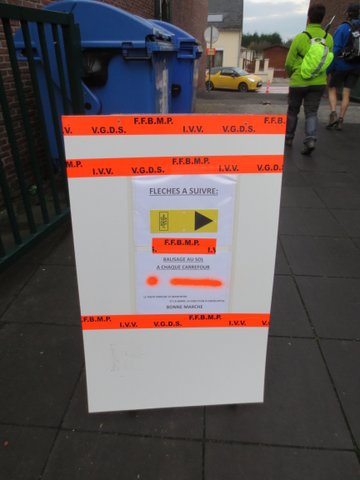 F.F.B.M.P. F.F.B.
V. V.G.D.S. I.V.V. V.G.D.S.
M.P. F.F.B.M.P.
I.V.V. V.G.D.S. I.V.V. V.G.D.S.
FLECHES A SUIVRE:
F.F.B.M.P.
I.V
BALISAGE AU SOL
A CHAQUE CARREFOUR
BONNE MARCHE
F.F.B.M.P. F.F.B.M.P.
I.V.V. V.G.D.S. I.V.V. V.